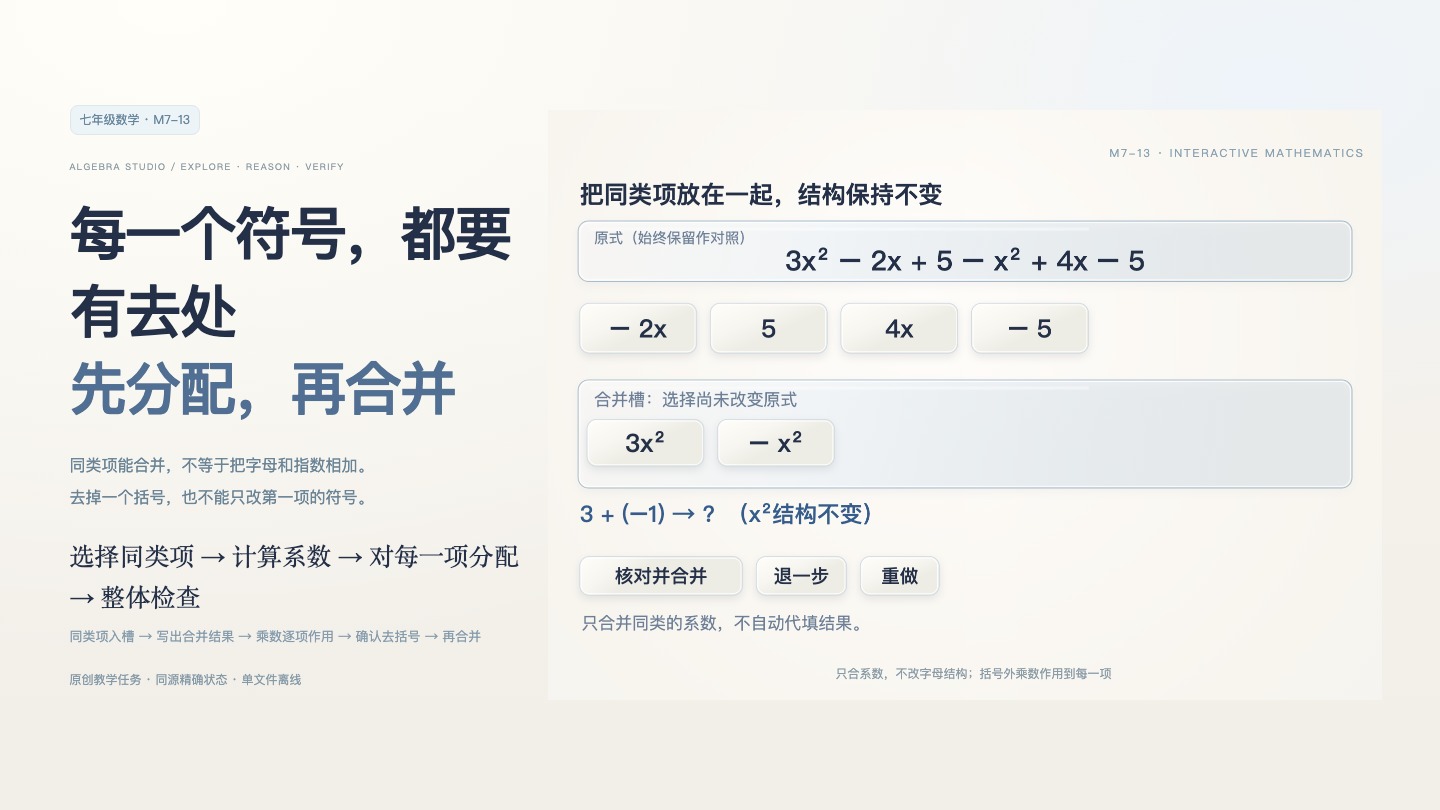 七年级数学 · M7–13
ALGEBRA STUDIO / EXPLORE · REASON · VERIFY
每一个符号，都要
有去处
先分配，再合并
同类项能合并，不等于把字母和指数相加。
去掉一个括号，也不能只改第一项的符号。
选择同类项 → 计算系数 → 对每一项分配
→ 整体检查
同类项入槽 → 写出合并结果 → 乘数逐项作用 → 确认去括号 → 再合并
原创教学任务 · 同源精确状态 · 单文件离线
M7–13 · INTERACTIVE MATHEMATICS
把同类项放在一起，结构保持不变
原式（始终保留作对照）
3x² − 2x + 5 − x² + 4x − 5
− 2x
5
4x
− 5
合并槽：选择尚未改变原式
3x²
− x²
3 + (−1) → ? （x²结构不变）
核对并合并
退一步
重做
只合并同类的系数，不自动代填结果。
只合系数，不改字母结构；括号外乘数作用到每一项